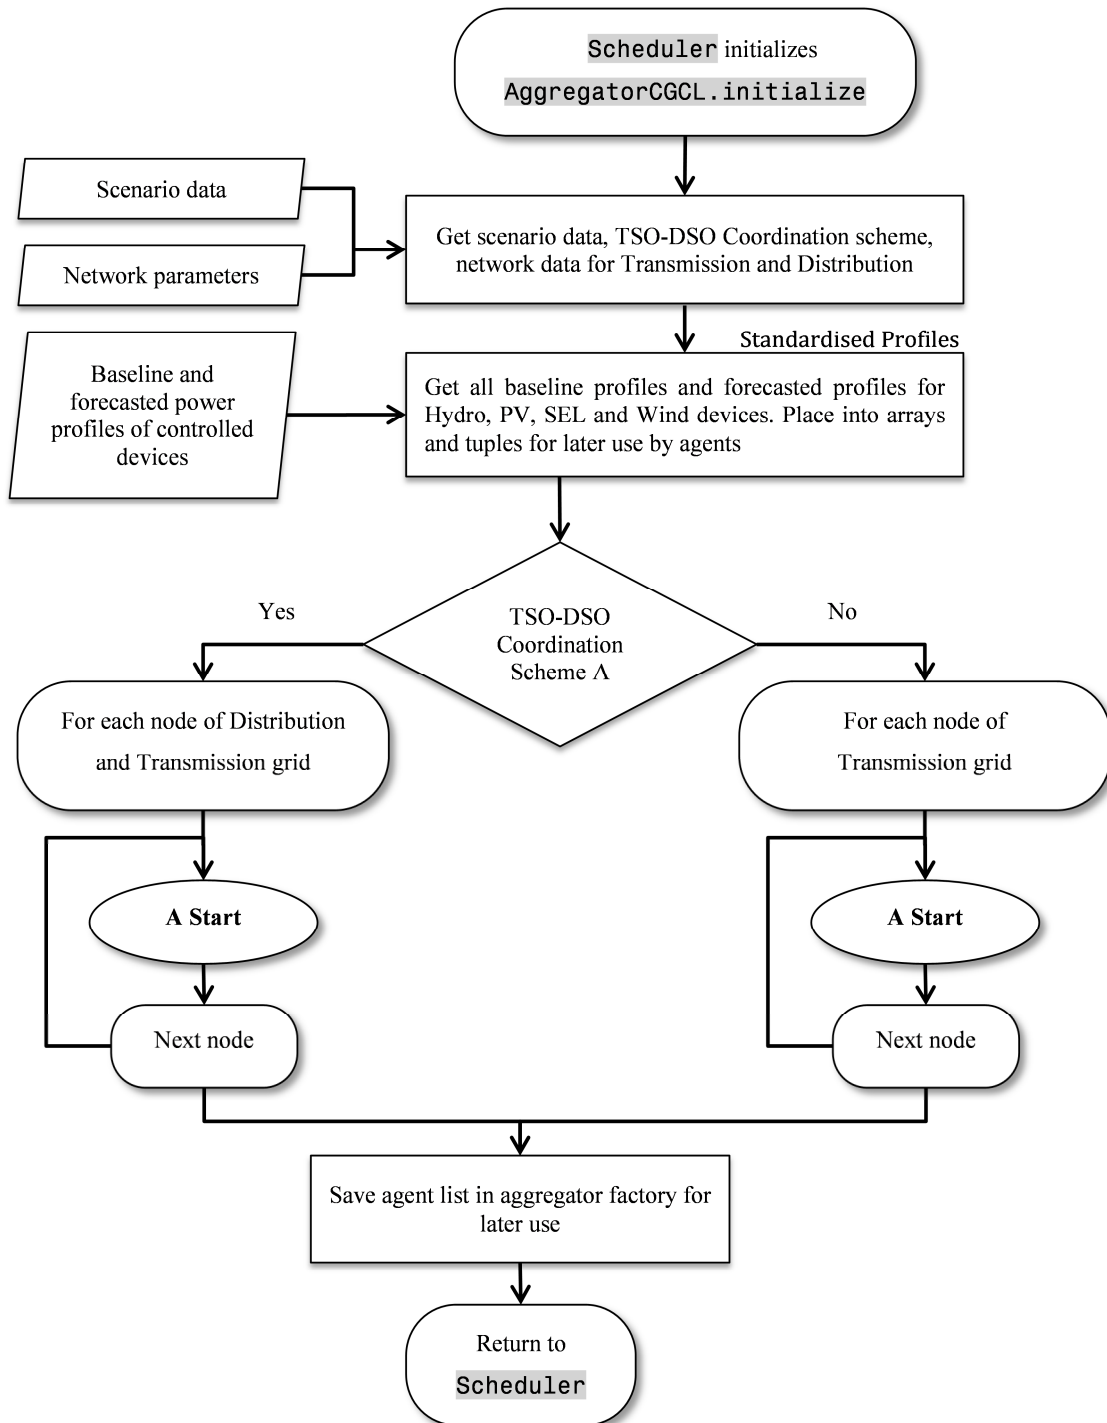 Scheduler initializes
AggregatorCGCL.initialize
Scenario data
Network parameters
Get scenario data, TSO-DSO Coordination scheme,
network data for Transmission and Distribution
Standardised Profiles
Baseline and
forecasted power
profiles of controlled
devices
Get all baseline profiles and forecasted profiles for
Hydro, PV, SEL and Wind devices. Place into arrays
and tuples for later use by agents
Yes
TSO-DSO
Coordination
Scheme A
No
For each node of Distribution
and Transmission grid
For each node of
Transmission grid
A Start
A Start
Next node
Next node
Save agent list in aggregator factory for
later use
Return to
Scheduler